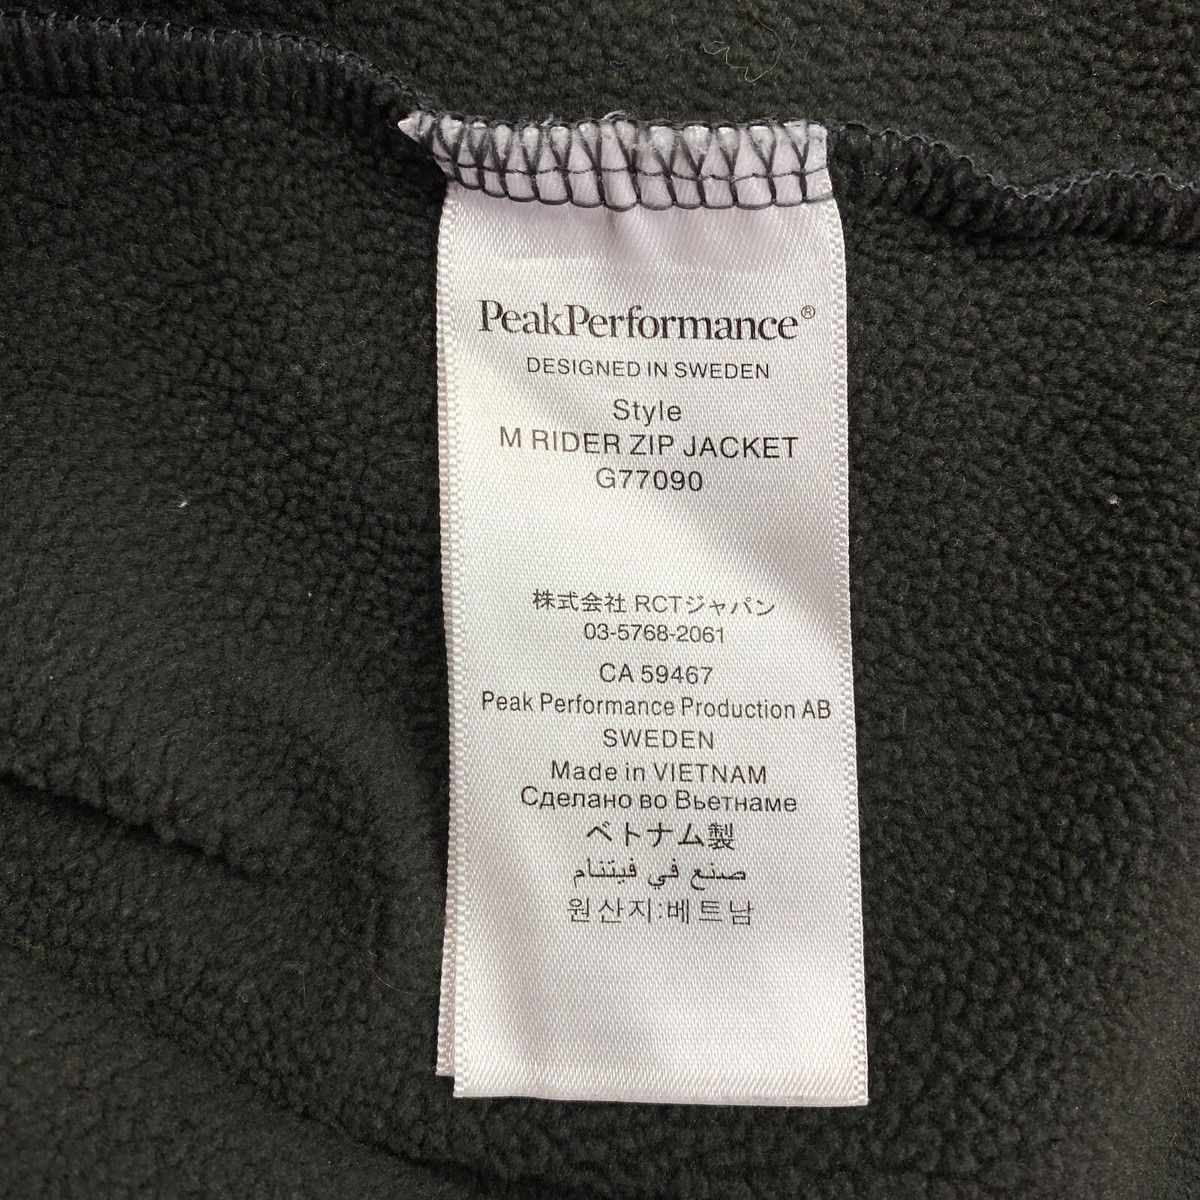 PeakPerformance®
DESIGNED IN SWEDEN
Style
M RIDER ZIP JACKET
G77090
株式会社 RCTジャパン
03-5768-2061
CA 59467
Peak Performance Production AB
SWEDEN
Made in VIETNAM
Сделано во Вьетнаме
ベトナム製
صنع في فيتنام
원산지:베트남